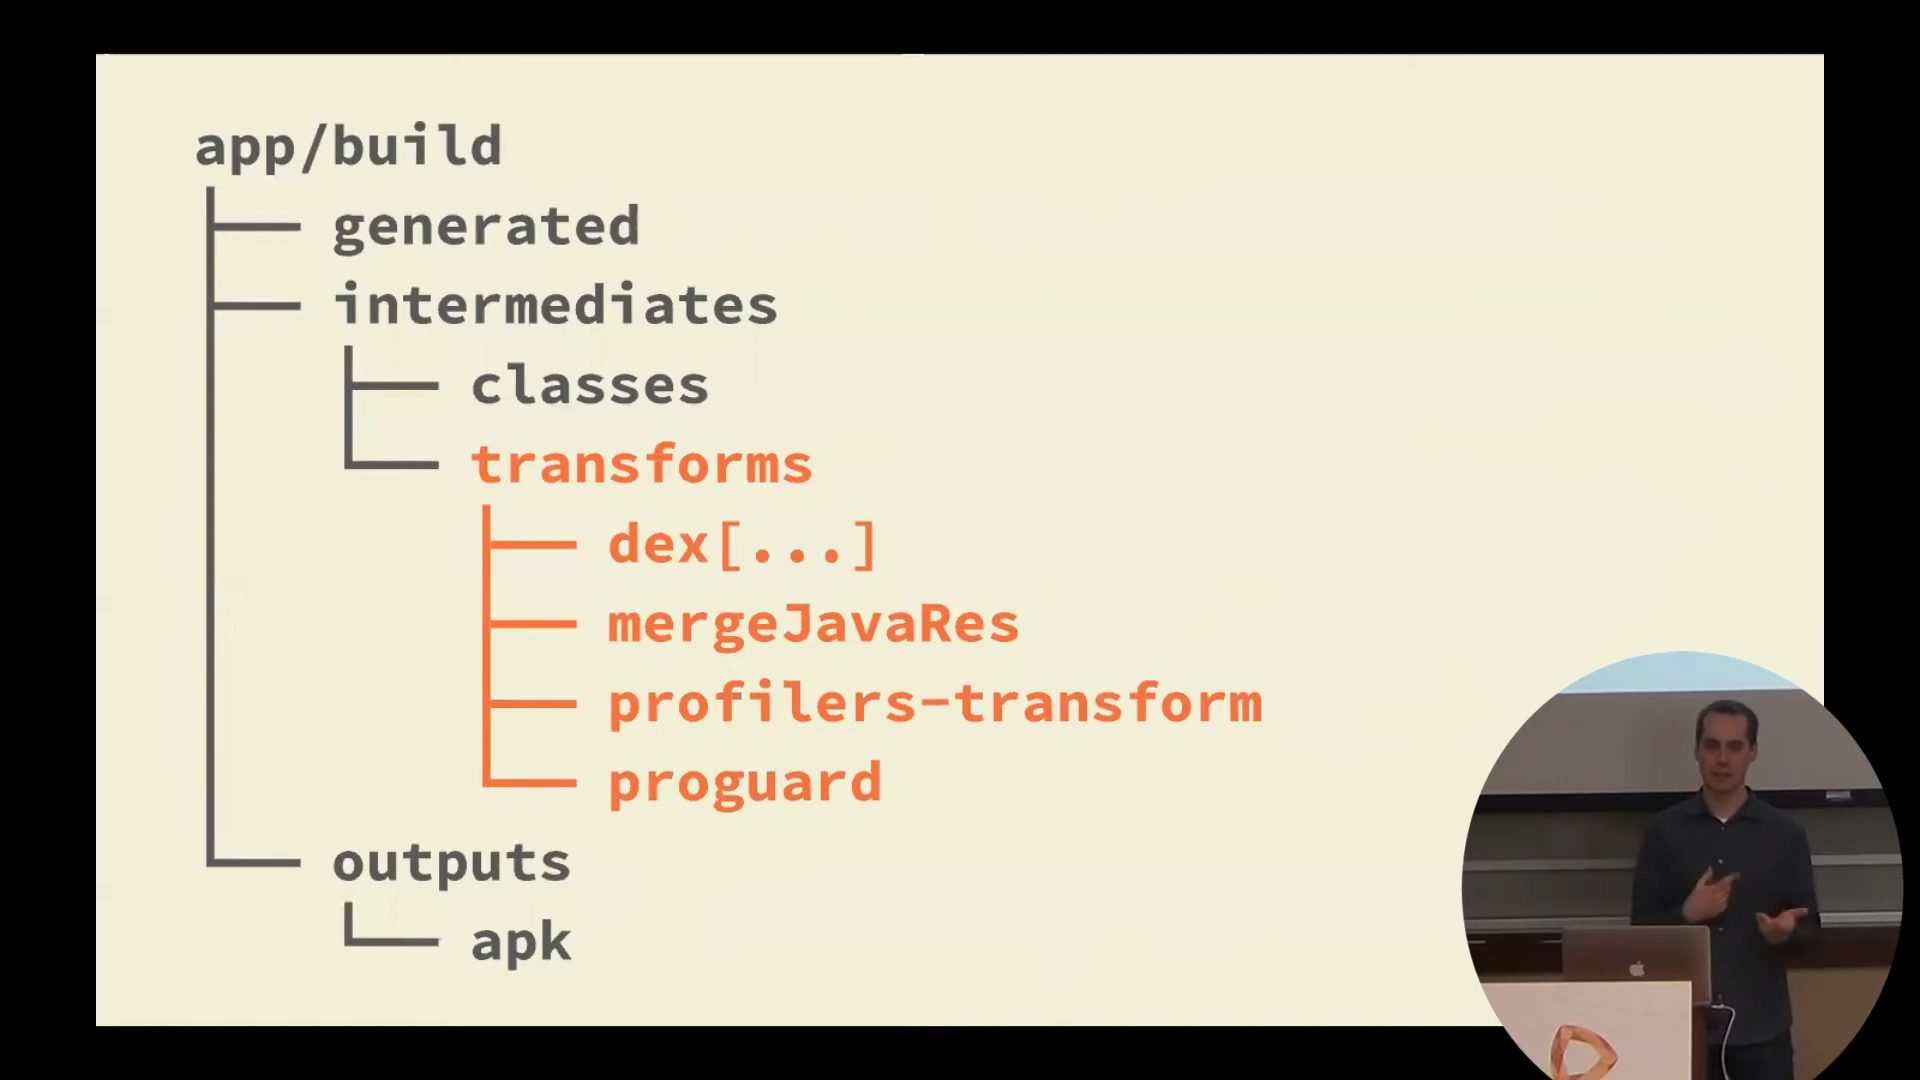 app/build
generated
intermediates
classes
transforms
dex[...]
mergeJavaRes
profilers-transform
proguard
outputs
apk